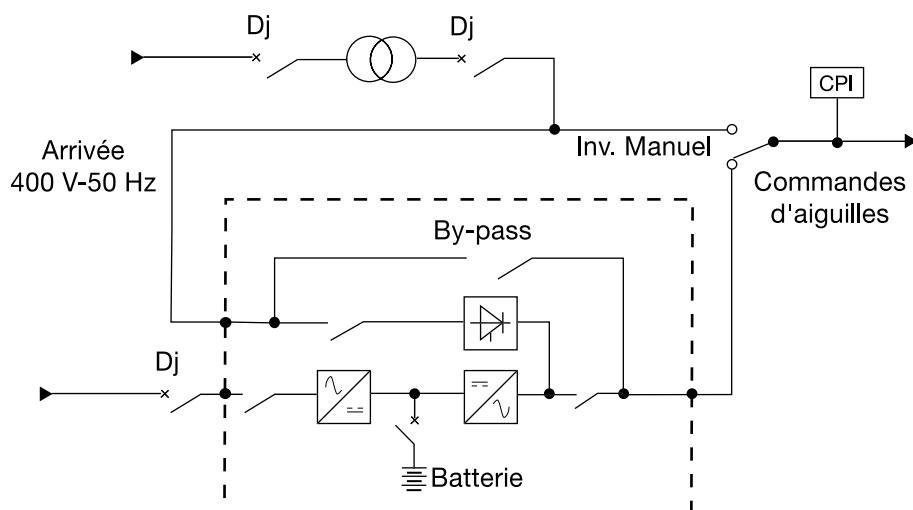 Dj
Dj
CPI
Inv. Manuel
Arrivée
400 V-50 Hz
Commandes
d'aiguilles
By-pass
Dj
Batterie